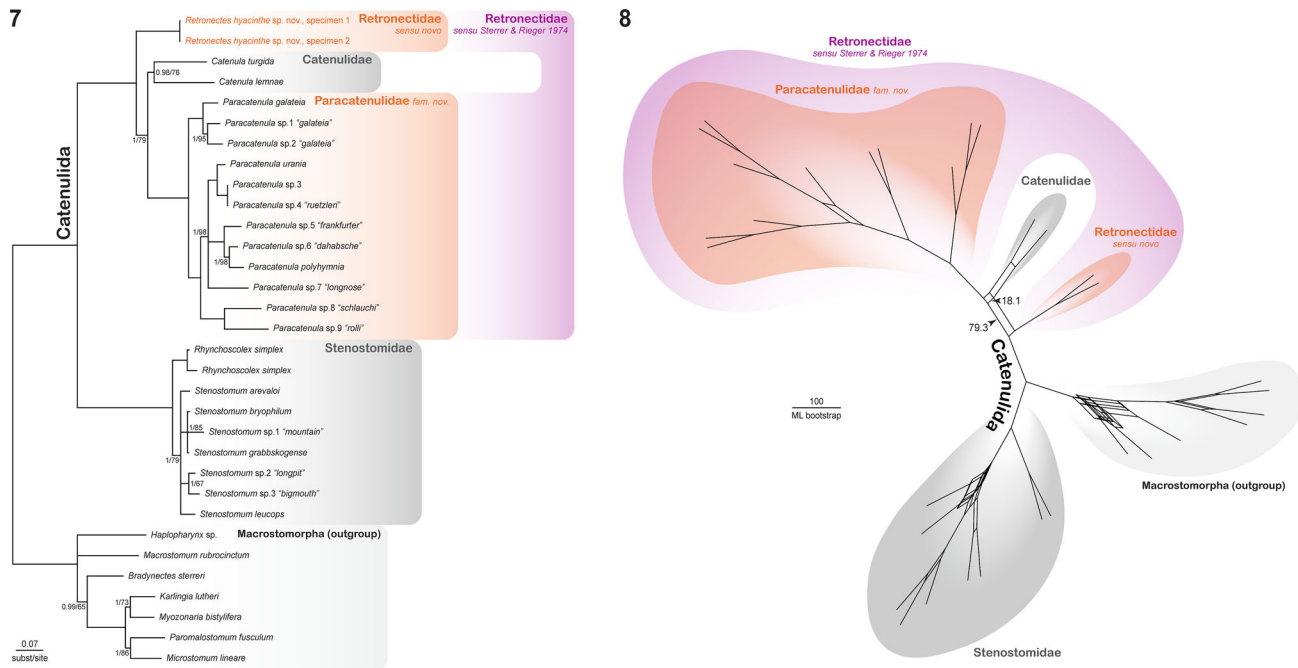 7
Retronectes hyacinthe sp. nov., specimen 1
Retronectes hyacinthe sp. nov., specimen 2
Retronectidae
sensu novo
Retronectidae
sensu Sterrer & Rieger 1974
Catenula turgida
Catenulidae
0.98/76
Catenula lemnae
Catenulida
Paracatenula galateia
Paracatenulidae fam. nov.
Paracatenula sp.1 “galateia”
1/79
1/95
Paracatenula sp.2 “galateia”
Paracatenula urania
Paracatenula sp.3
Paracatenula sp.4 “ruetzleri”
Paracatenula sp.5 “frankfurter”
1/98
Paracatenula sp.6 “dahabsche”
1/98
Paracatenula polyhymnia
Paracatenula sp.7 “longnose”
Paracatenula sp.8 “schlauchi”
Paracatenula sp.9 “rolli”
Rhynchoscolex simplex
Stenostomidae
Rhynchoscolex simplex
Stenostomum arevaloi
Stenostomum bryophilum
1/85
Stenostomum sp.1 “mountain”
Stenostomum grabbskogense
1/79
Stenostomum sp.2 “longpit”
1/67
Stenostomum sp.3 “bigmouth”
Stenostomum leucops
Haplopharynx sp.
Macrostomorpha (outgroup)
Macrostomum rubrocinctum
Bradynectes sterreri
0.99/65
Karlingia lutheri
1/73
Myozonaria bistylifera
Paromalostomum fusculum
1/86
Microstomum lineare
0.07
subst/site
8
Retronectidae
sensu Sterrer & Rieger 1974
Paracatenulidae fam. nov.
Catenulidae
Retronectidae
sensu novo
18.1
79.3
Catenulida
100
ML bootstrap
Macrostomorpha (outgroup)
Stenostomidae